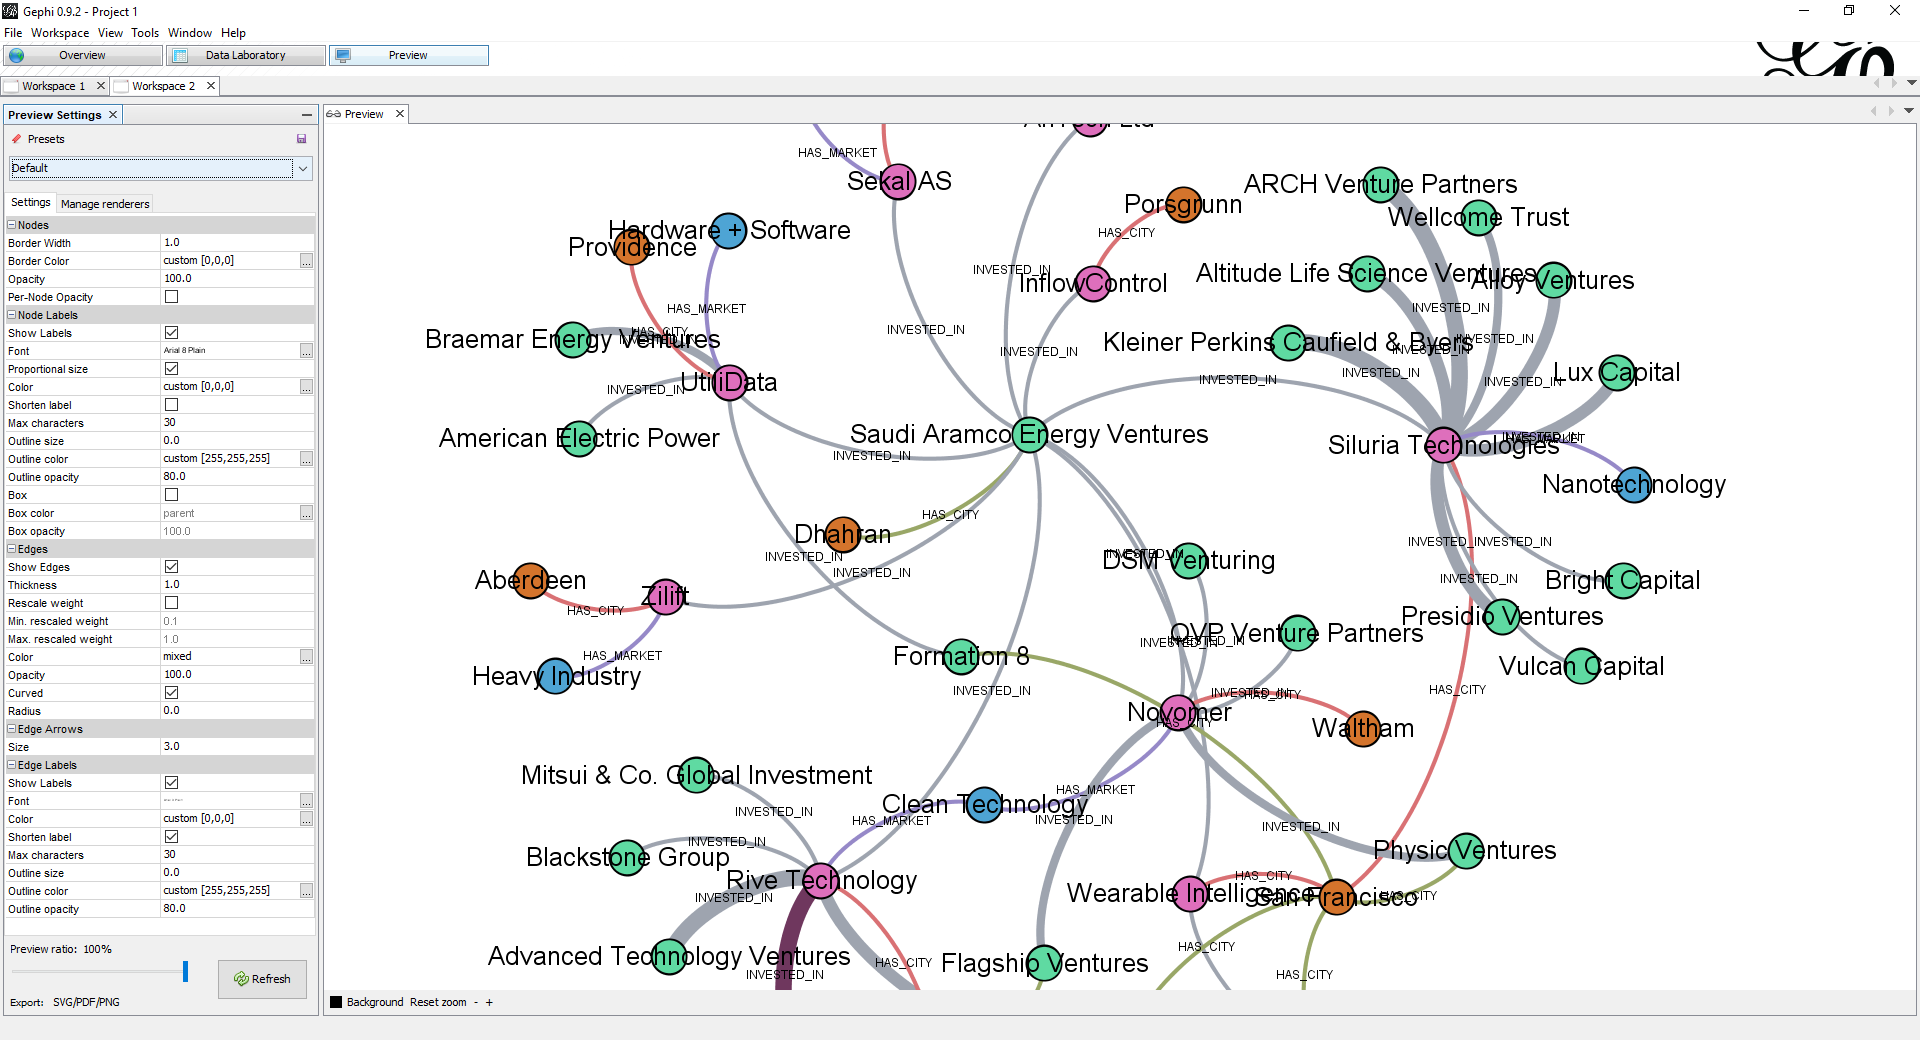 Gephi 0.9.2 - Project 1
File Workspace View Tools Window Help
Overview Data Laboratory Preview
Workspace 1 Workspace 2
Preview Settings
Presets
Default
Settings Manage renderers
Nodes
Border Width 1.0
Border Color custom [0,0,0] ...
Opacity 100.0
Per-Node Opacity
Node Labels
Show Labels
Font Arial 8 Plain ...
Proportional size
Color custom [0,0,0] ...
Shorten label
Max characters 30
Outline size 0.0
Outline color custom [255,255,255] ...
Outline opacity 80.0
Box
Box color parent ...
Box opacity 100.0
Edges
Show Edges
Thickness 1.0
Rescale weight
Min. rescaled weight 0.1
Max. rescaled weight 1.0
Color mixed ...
Opacity 100.0
Curved
Radius 0.0
Edge Arrows
Size 3.0
Edge Labels
Show Labels
Font ...
Color custom [0,0,0] ...
Shorten label
Max characters 30
Outline size 0.0
Outline color custom [255,255,255] ...
Outline opacity 80.0
Preview ratio: 100%
Refresh
Export: SVG/PDF/PNG
Preview
HAS_MARKET
Sekal AS
ARCH Venture Partners
Porsgrunn
Wellcome Trust
Hardware + Software
HAS_CITY
Providence
INVESTED_IN
Altitude Life Science Ventures
Alloy Ventures
InflowControl
HAS_MARKET
INVESTED_IN
INVESTED_IN
HAS_CITY
Braemar Energy Ventures
INVESTED_IN
INVESTED_IN
Kleiner Perkins Caufield & Byers
INVESTED_IN
INVESTED_IN
Lux Capital
UtiliData
INVESTED_IN
INVESTED_IN
INVESTED_IN
INVESTED_IN
American Electric Power
Saudi Aramco Energy Ventures
Siluria Technologies
INVESTED_IN
Nanotechnology
HAS_CITY
Dhahran
INVESTED_IN
INVESTED_IN
INVESTED_IN
INVESTED_IN
DSM Venturing
Aberdeen
INVESTED_IN
Bright Capital
Zilift
HAS_CITY
Presidio Ventures
OVP Venture Partners
INVESTED_IN
INVESTED_IN
HAS_MARKET
Formation 8
Vulcan Capital
Heavy Industry
INVESTED_IN
HAS_CITY
INVESTED_IN
HAS_CITY
Novomer
HAS_CITY
Waltham
Mitsui & Co. Global Investment
HAS_MARKET
Clean Technology
INVESTED_IN
HAS_MARKET
INVESTED_IN
INVESTED_IN
INVESTED_IN
Physic Ventures
Blackstone Group
HAS_CITY
Rive Technology
Wearable Intelligence
San Francisco
HAS_CITY
INVESTED_IN
HAS_CITY
Advanced Technology Ventures
HAS_CITY
Flagship Ventures
INVESTED_IN
HAS_CITY
Background Reset zoom - +